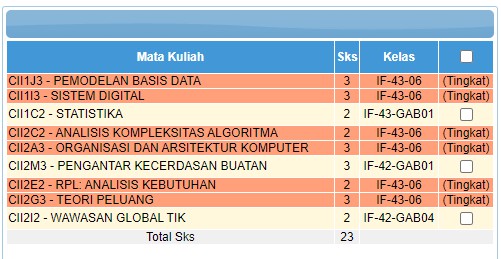 Mata Kuliah Sks Kelas
CII1J3 - PEMODELAN BASIS DATA 3 IF-43-06 (Tingkat)
CII1I3 - SISTEM DIGITAL 3 IF-43-06 (Tingkat)
CII1C2 - STATISTIKA 2 IF-43-GAB01
CII2C2 - ANALISIS KOMPLEKSITAS ALGORITMA 2 IF-43-06 (Tingkat)
CII2A3 - ORGANISASI DAN ARSITEKTUR KOMPUTER 3 IF-43-06 (Tingkat)
CII2M3 - PENGANTAR KECERDASAN BUATAN 3 IF-42-GAB01
CII2E2 - RPL: ANALISIS KEBUTUHAN 2 IF-43-06 (Tingkat)
CII2G3 - TEORI PELUANG 3 IF-43-06 (Tingkat)
CII2I2 - WAWASAN GLOBAL TIK 2 IF-42-GAB04
Total Sks 23